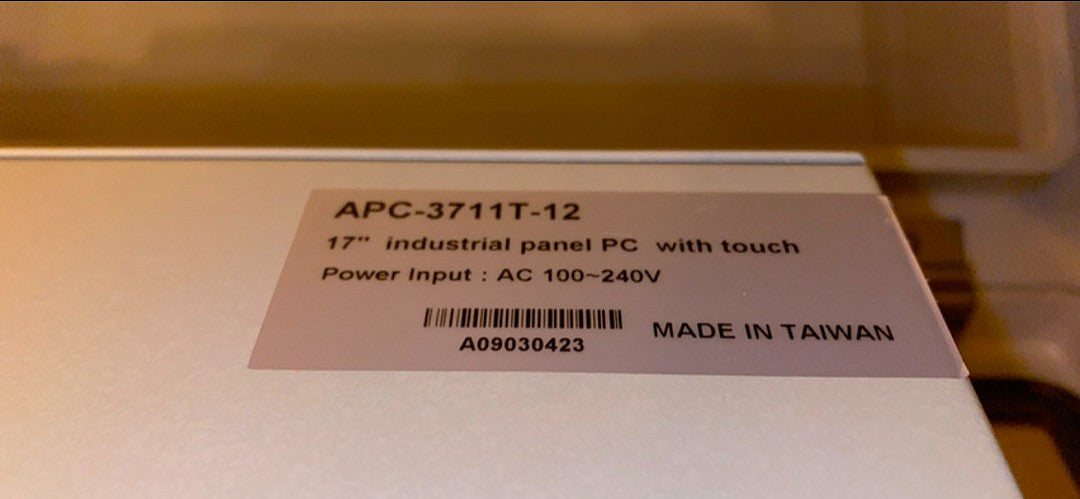 APC-3711T-12
17" industrial panel PC with touch
Power Input : AC 100~240V
A09030423
MADE IN TAIWAN